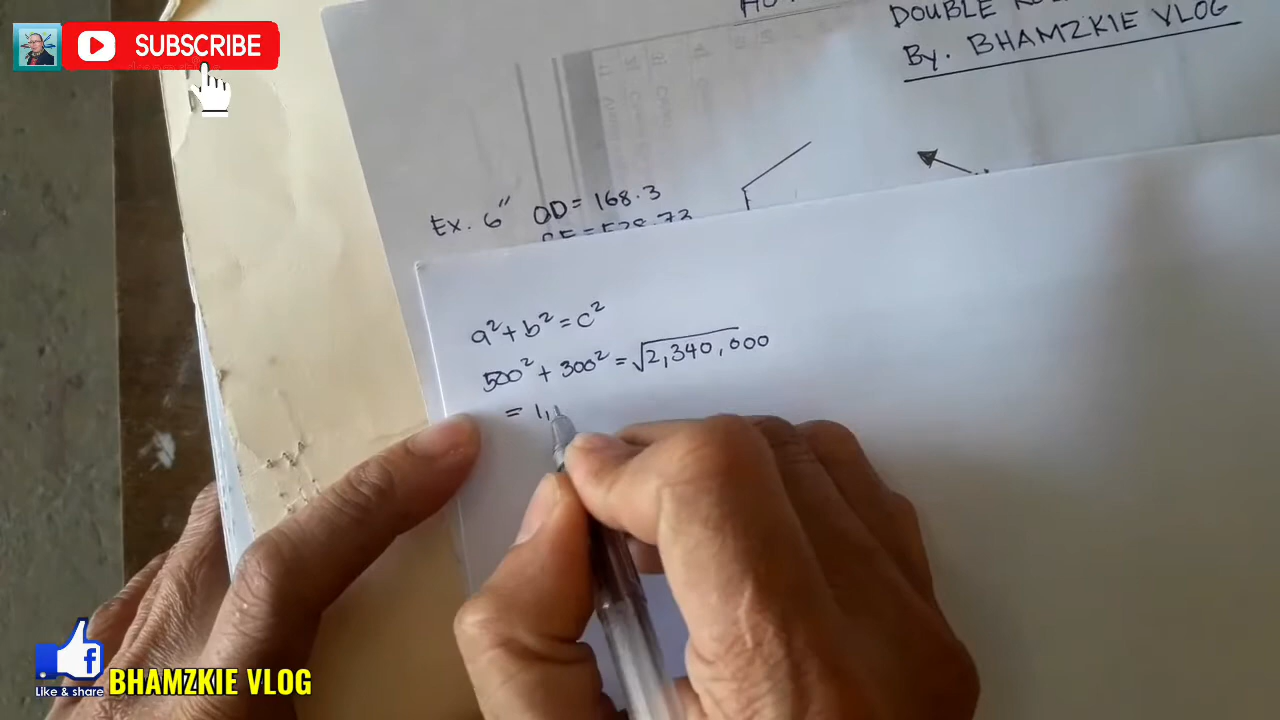 SUBSCRIBE
DOUBLE
By. BHAMZKIE VLOG
Ex. 6" OD = 168.3
a² + b² = c²
500² + 300² = √2,340,000
= 1,
Like & share
BHAMZKIE VLOG